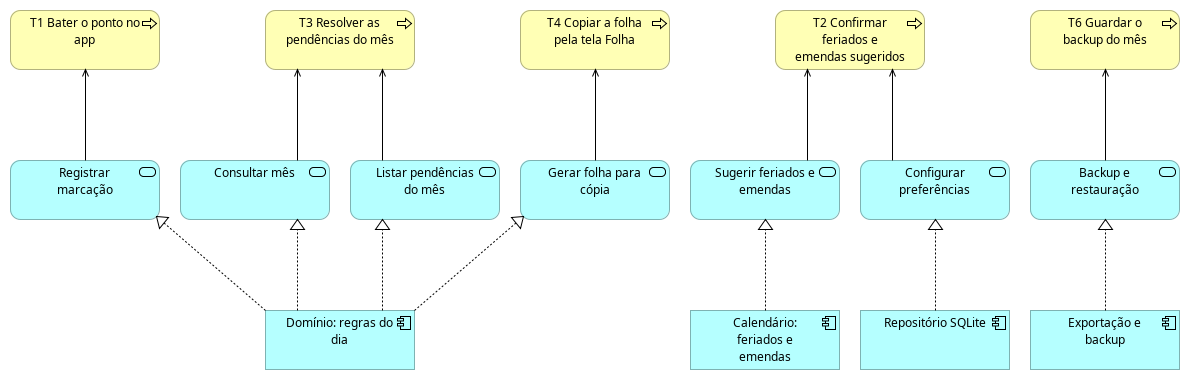 T1 Bater o ponto no
app
T3 Resolver as
pendências do mês
T4 Copiar a folha
pela tela Folha
T2 Confirmar
feriados e
emendas sugeridos
T6 Guardar o
backup do mês
Registrar
marcação
Consultar mês
Listar pendências
do mês
Gerar folha para
cópia
Sugerir feriados e
emendas
Configurar
preferências
Backup e
restauração
Domínio: regras do
dia
Calendário:
feriados e
emendas
Repositório SQLite
Exportação e
backup